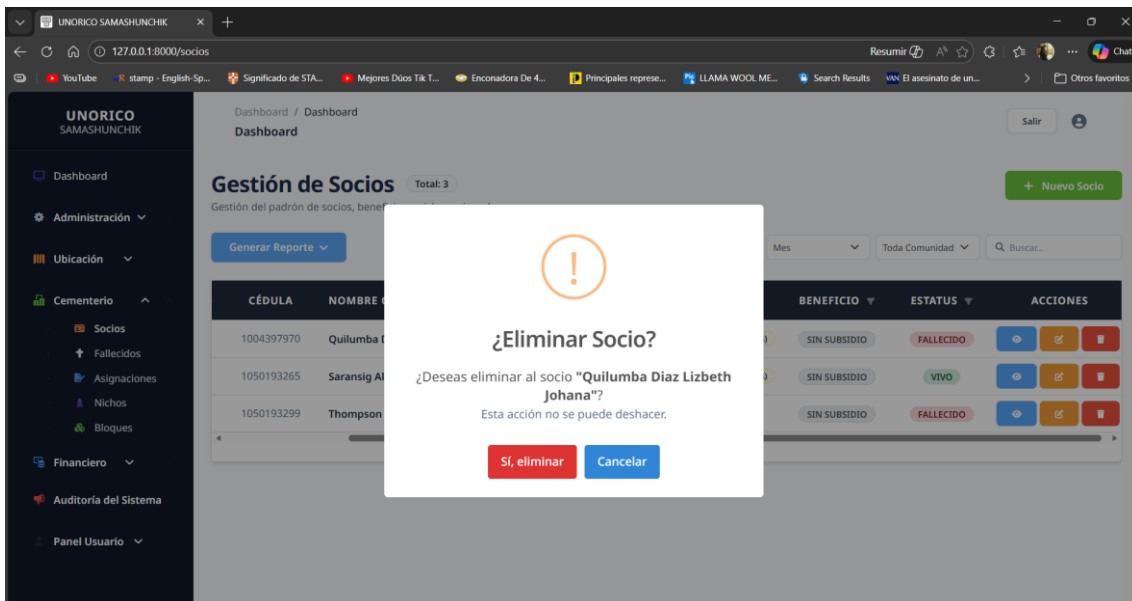 UNORICO SAMASHUNCHIK
127.0.0.1:8000/socios
Resumir
Chat
YouTube
stamp - English-Sp...
Significado de STA...
Mejores Dúos Tik T...
Enconadora De 4...
Principales represe...
LLAMA WOOL ME...
Search Results
VAN El asesinato de un...
Otros favoritos
UNORICO
SAMASHUNCHIK
Dashboard / Dashboard
Dashboard
Salir
Dashboard
Administración
Ubicación
Cementerio
Socios
Fallecidos
Asignaciones
Nichos
Bloques
Financiero
Auditoría del Sistema
Panel Usuario
Gestión de Socios Total: 3
+ Nuevo Socio
Gestión del padrón de socios,
Generar Reporte
Mes
Toda Comunidad
Buscar...
CÉDULA NOMBRE BENEFICIO ESTATUS ACCIONES
1004397970 Quilumba SIN SUBSIDIO FALLECIDO
1050193265 Saransig Al SIN SUBSIDIO VIVO
1050193299 Thompson SIN SUBSIDIO FALLECIDO
¿Eliminar Socio?
¿Deseas eliminar al socio "Quilumba Diaz Lizbeth
Johana"?
Esta acción no se puede deshacer.
Sí, eliminar
Cancelar